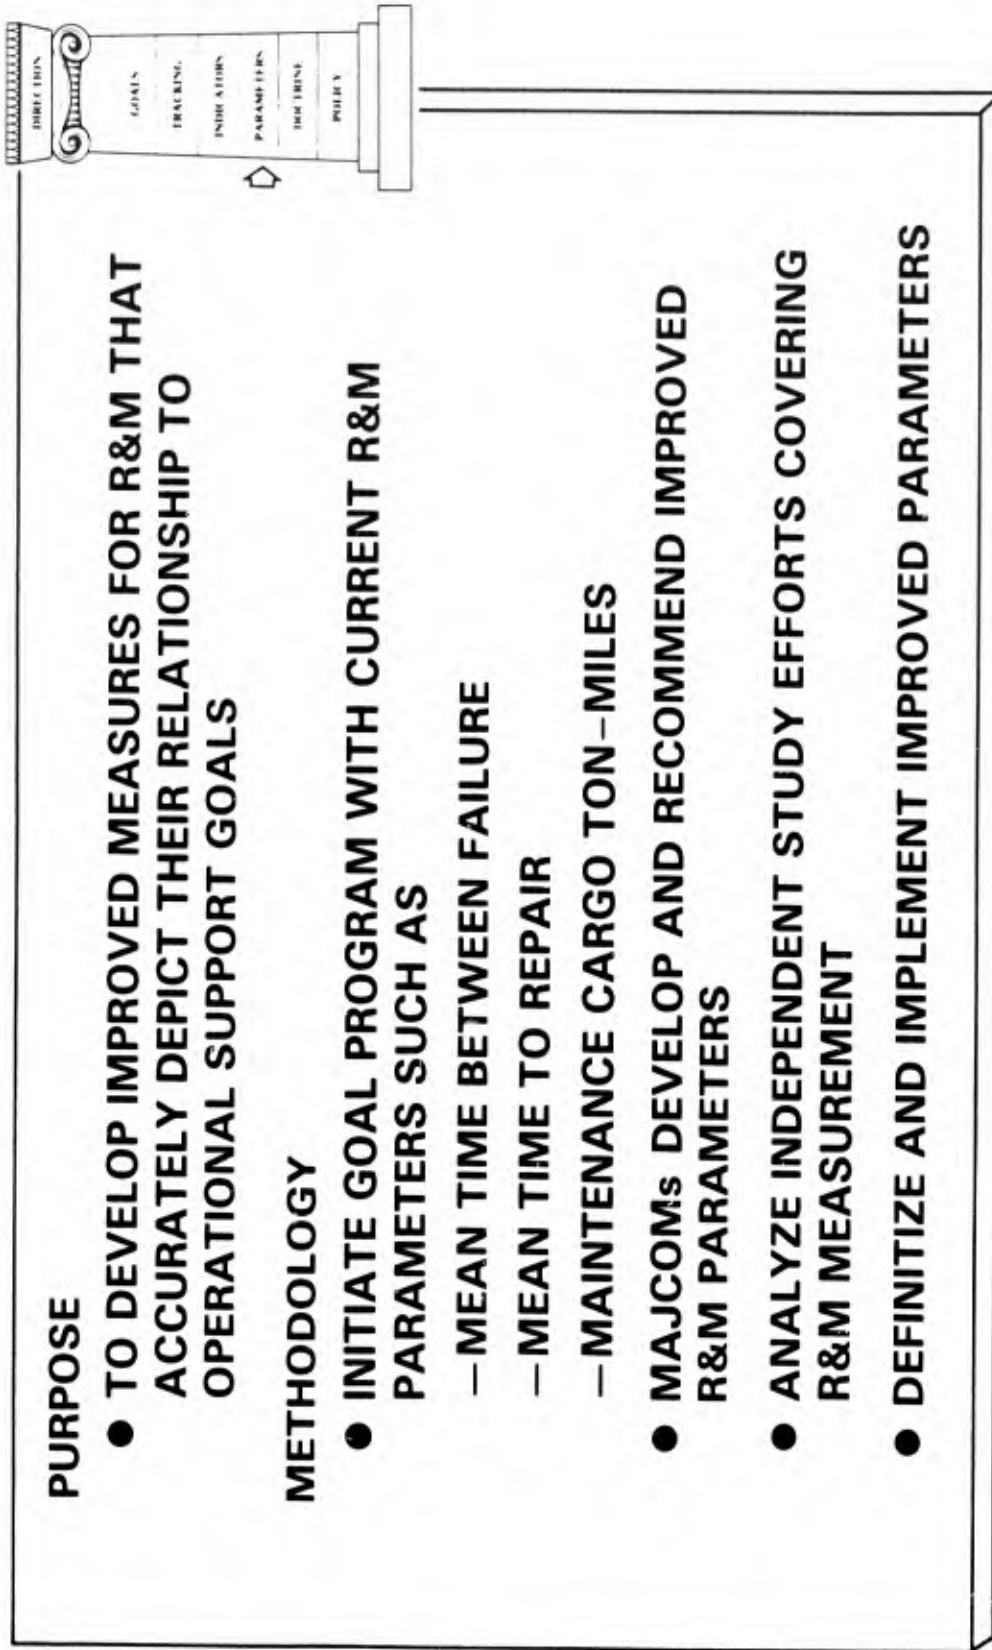 DIRECTION
GOALS
TRACKING
INDICATORS
PARAMETERS
DOCTRINE
POLICY
PURPOSE
● TO DEVELOP IMPROVED MEASURES FOR R&M THAT
ACCURATELY DEPICT THEIR RELATIONSHIP TO
OPERATIONAL SUPPORT GOALS
METHODOLOGY
● INITIATE GOAL PROGRAM WITH CURRENT R&M
PARAMETERS SUCH AS
–MEAN TIME BETWEEN FAILURE
–MEAN TIME TO REPAIR
–MAINTENANCE CARGO TON–MILES
● MAJCOMs DEVELOP AND RECOMMEND IMPROVED
R&M PARAMETERS
● ANALYZE INDEPENDENT STUDY EFFORTS COVERING
R&M MEASUREMENT
● DEFINITIZE AND IMPLEMENT IMPROVED PARAMETERS